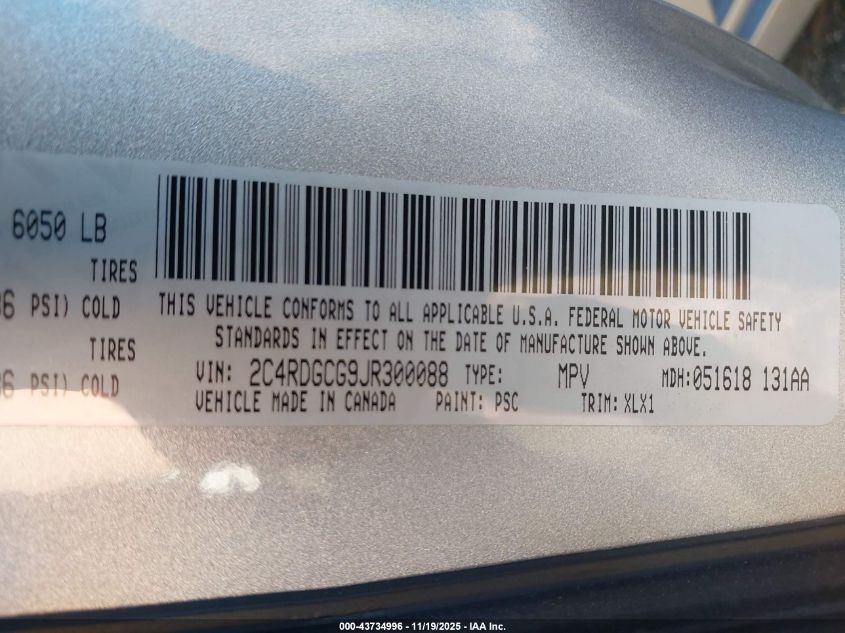 6050 LB
TIRES
PSI) COLD
THIS VEHICLE CONFORMS TO ALL APPLICABLE U.S.A. FEDERAL MOTOR VEHICLE SAFETY
STANDARDS IN EFFECT ON THE DATE OF MANUFACTURE SHOWN ABOVE.
TIRES
PSI) COLD
VIN: 2C4RDGCG9JR300088 TYPE: MPV MDH:051618 131AA
VEHICLE MADE IN CANADA PAINT: PSC TRIM: XLX1
000-43734996 - 11/19/2025 - IAA Inc.